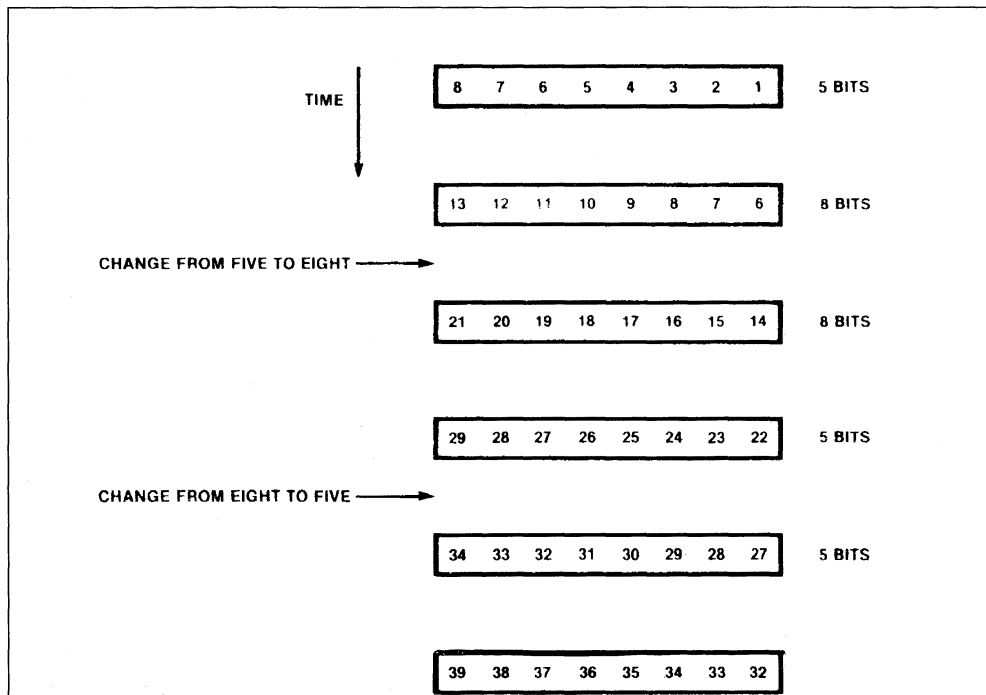 8 7 6 5 4 3 2 1 5 BITS
TIME
13 12 11 10 9 8 7 6 8 BITS
CHANGE FROM FIVE TO EIGHT
21 20 19 18 17 16 15 14 8 BITS
29 28 27 26 25 24 23 22 5 BITS
CHANGE FROM EIGHT TO FIVE
34 33 32 31 30 29 28 27 5 BITS
39 38 37 36 35 34 33 32